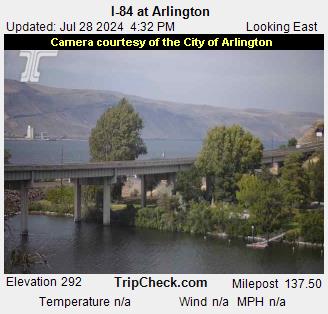 I-84 at Arlington
Updated: Jul 28 2024 4:32 PM Looking East
Camera courtesy of the City of Arlington
Elevation 292 TripCheck.com Milepost 137.50
Temperature n/a Wind n/a MPH n/a